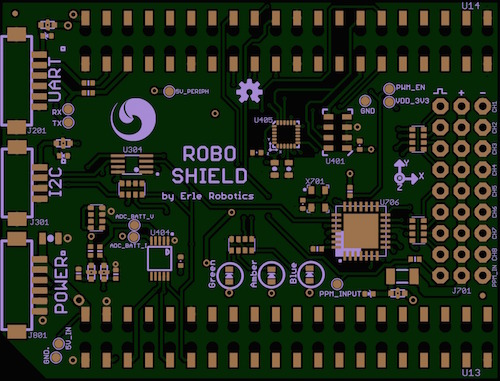 U14
UART
5V_PERIPH
PWM_EN
VDD_3V3
GND
RX
TX
J201
U405
U401
U304
ROBO
SHIELD
by Erle Robotics
I2C
J301
X701
X
Y
Z
U706
ADC_BATT_V
ADC_BATT_I
U404
POWER
Green
Amber
Blue
PPM_INPUT
J701
PPM_IN
J801
5V_IN
GND
U13
+
-
CH2
CH3
CH4
CH5
CH6
CH7
CH8